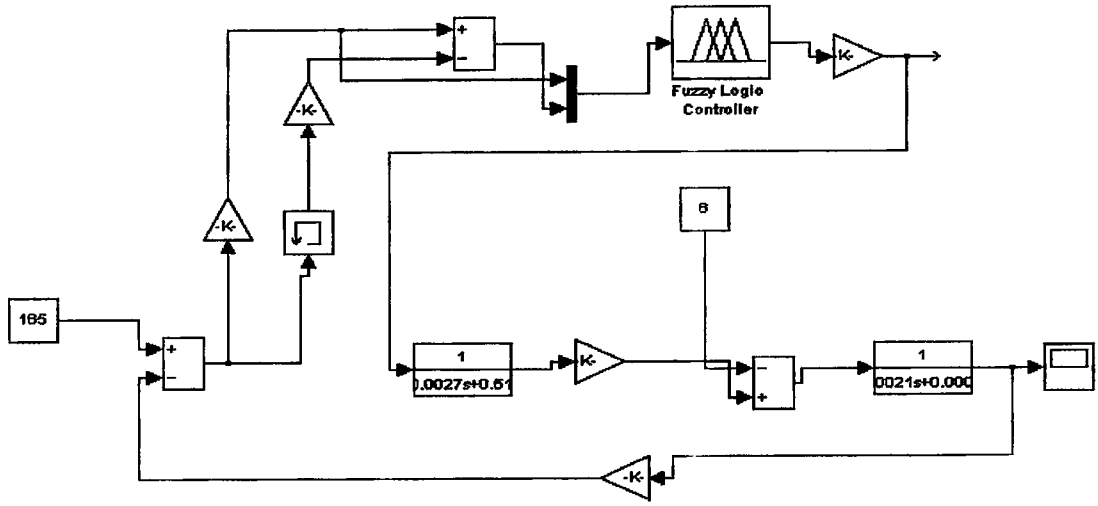 +
−
-K-
Fuzzy Logic
Controller
K-
-K-
6
-K-
165
+
−
1
0.0027s+0.51
K-
−
+
1
0021s+0.000
-K-